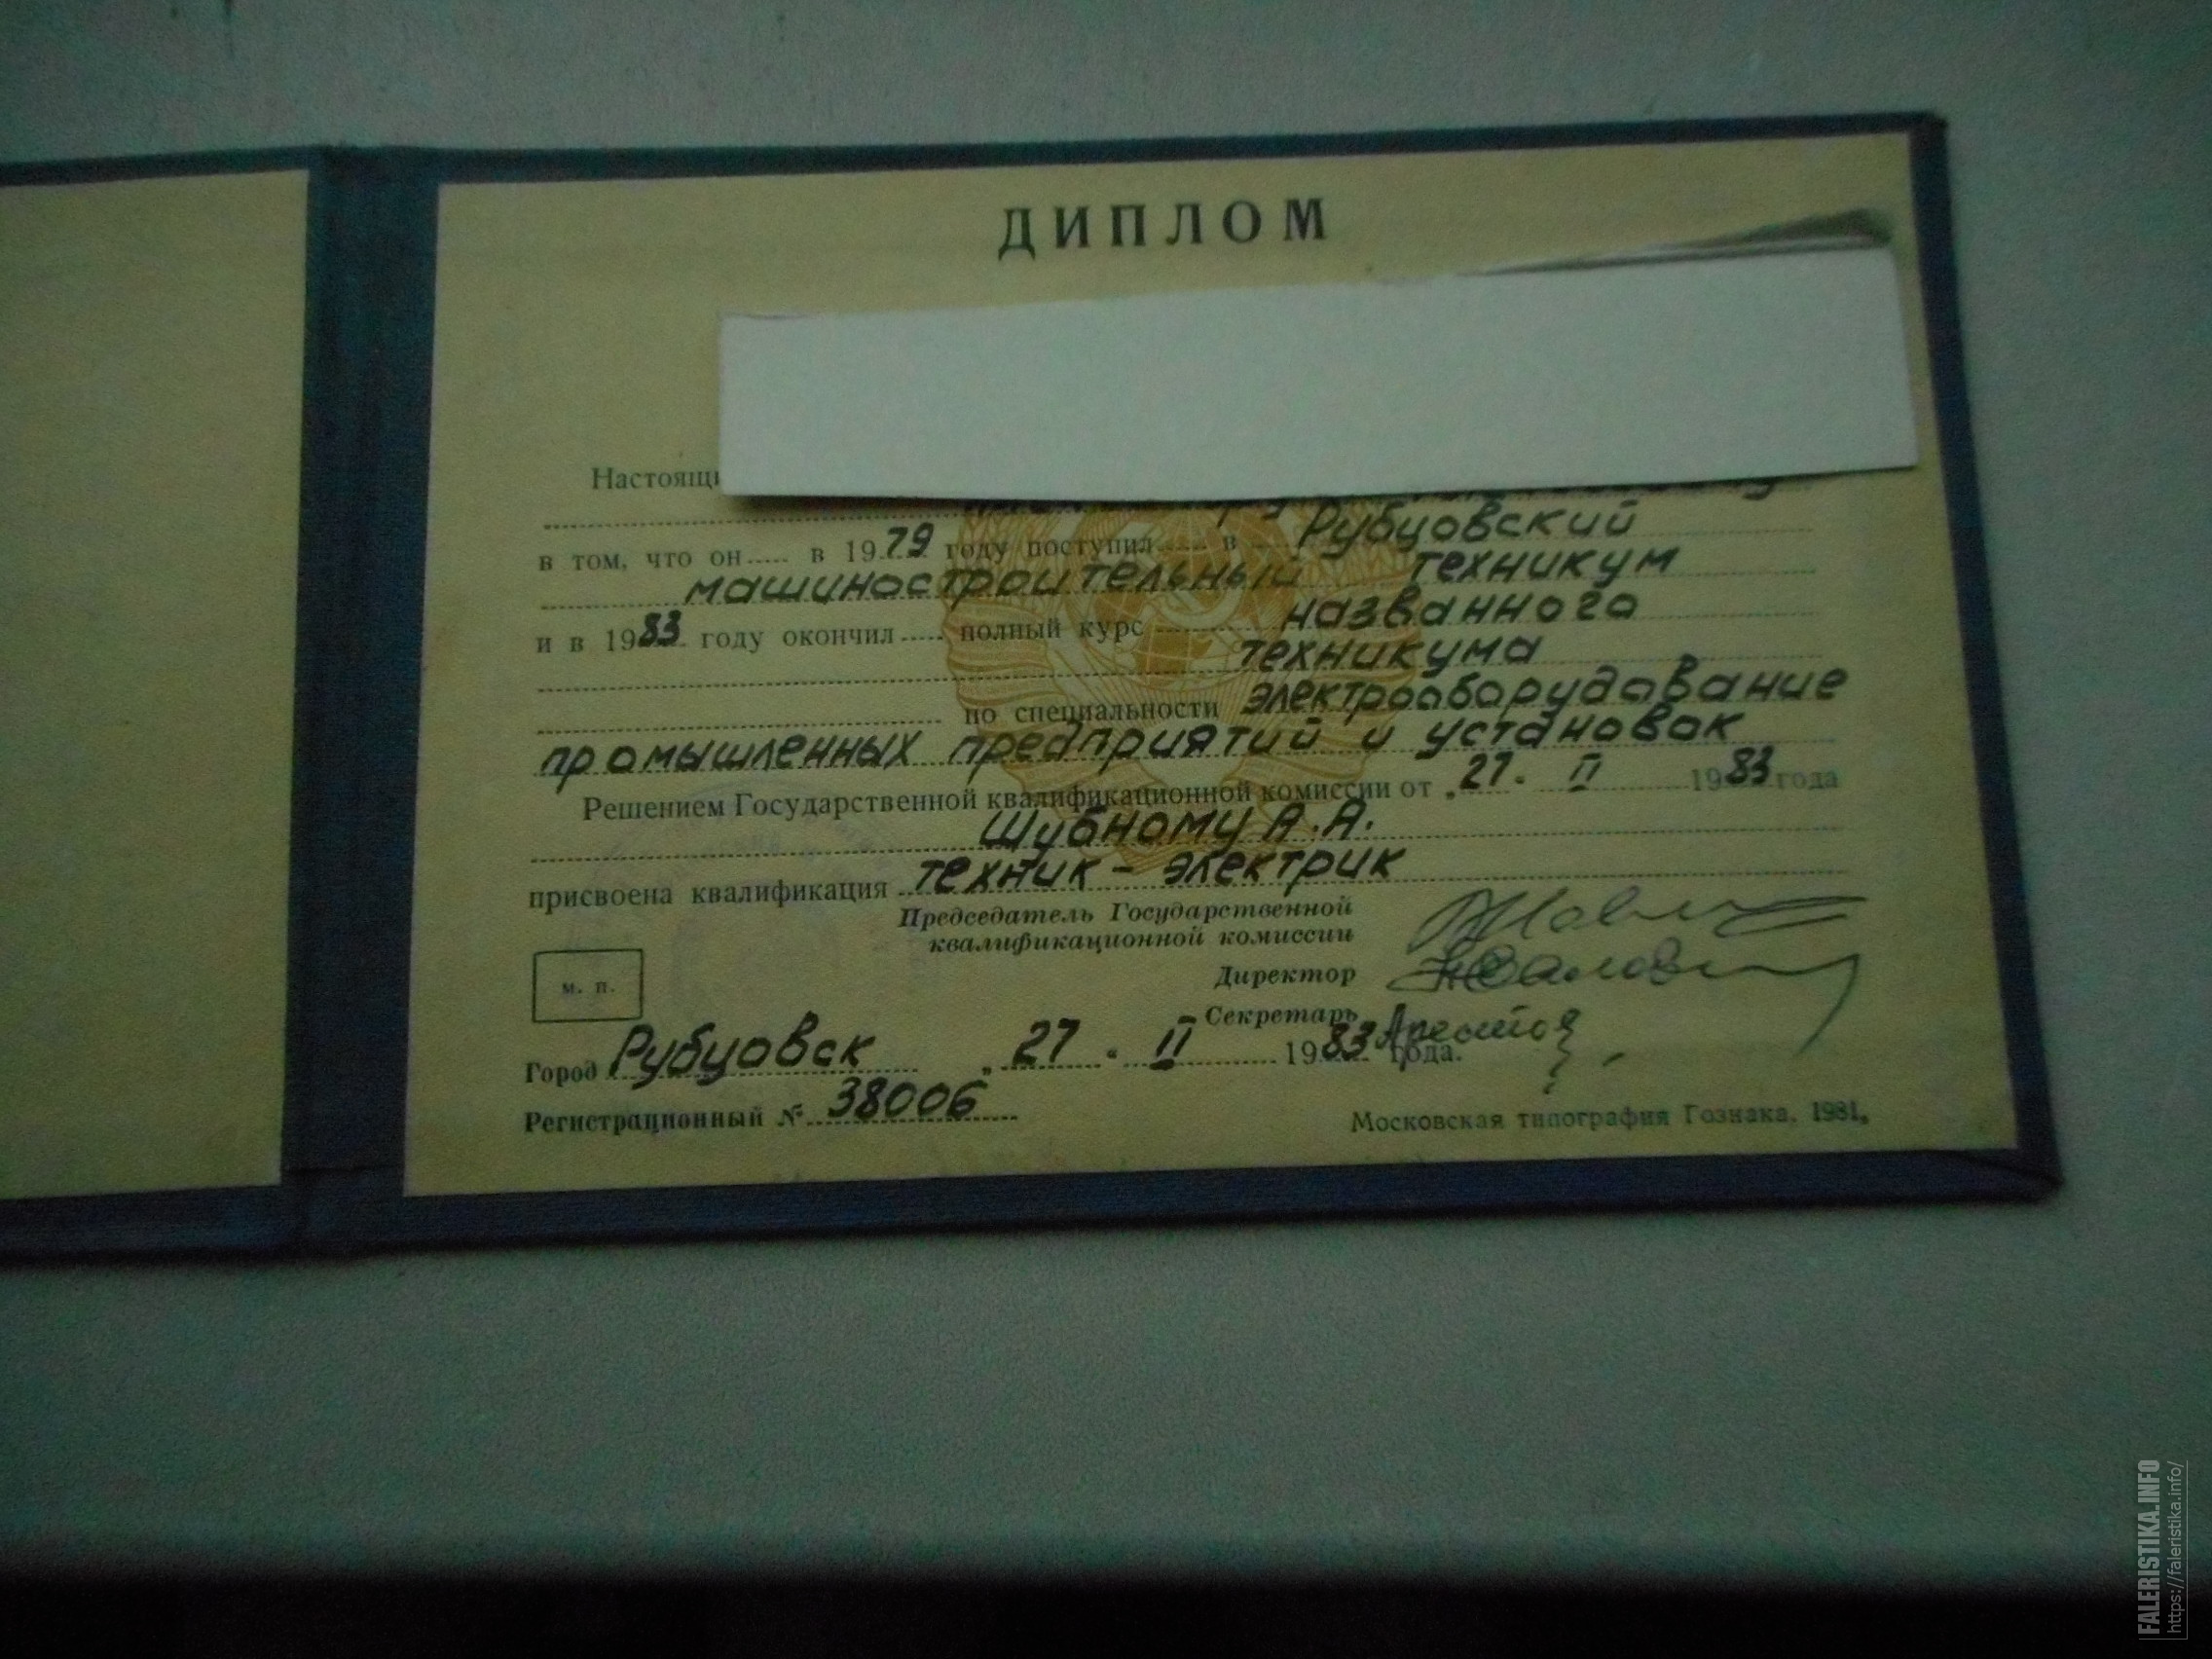 ДИПЛОМ
Настоящи
в том, что он в 1979 году поступил в Рубцовский
машиностроительный техникум
и в 1983 году окончил полный курс названного
техникума
по специальности электрооборудование
промышленных предприятий и установок
Решением Государственной квалификационной комиссии от „27. II 1983 года
Шубному А.А.
присвоена квалификация техник-электрик
Председатель Государственной
квалификационной комиссии
Директор
Секретарь
м. п.
Город Рубцовск „27. II 1983 года.
Регистрационный № 38006
Московская типография Гознака. 1981.
FALERISTIKA.INFO
https://faleristika.info/